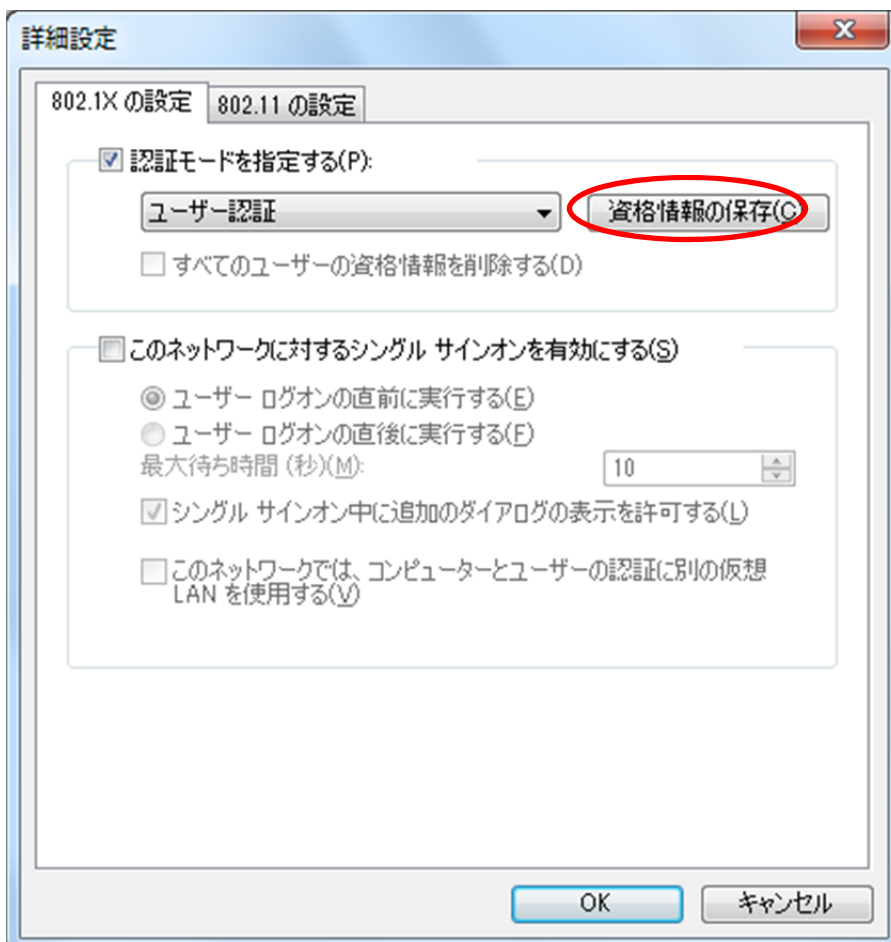 詳細設定
802.1X の設定
802.11 の設定
認証モードを指定する(P):
ユーザー認証
資格情報の保存(C)
すべてのユーザーの資格情報を削除する(D)
このネットワークに対するシングル サインオンを有効にする(S)
ユーザー ログオンの直前に実行する(E)
ユーザー ログオンの直後に実行する(F)
最大待ち時間 (秒)(M):
10
シングル サインオン中に追加のダイアログの表示を許可する(L)
このネットワークでは、コンピューターとユーザーの認証に別の仮想
LAN を使用する(V)
OK
キャンセル